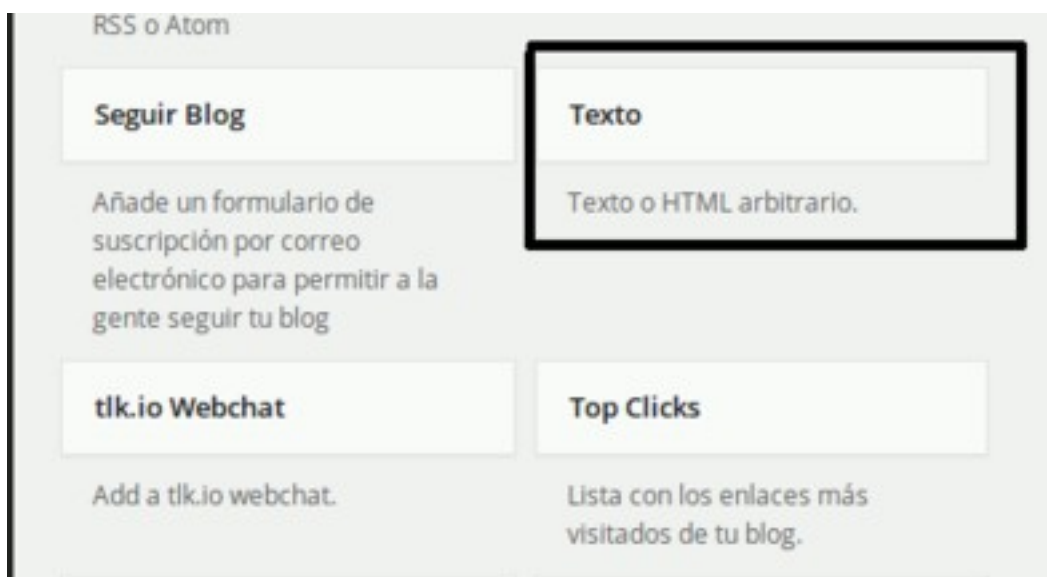 RSS o Atom
Seguir Blog
Añade un formulario de
suscripción por correo
electrónico para permitir a la
gente seguir tu blog
Texto
Texto o HTML arbitrario.
tlk.io Webchat
Add a tlk.io webchat.
Top Clicks
Lista con los enlaces más
visitados de tu blog.